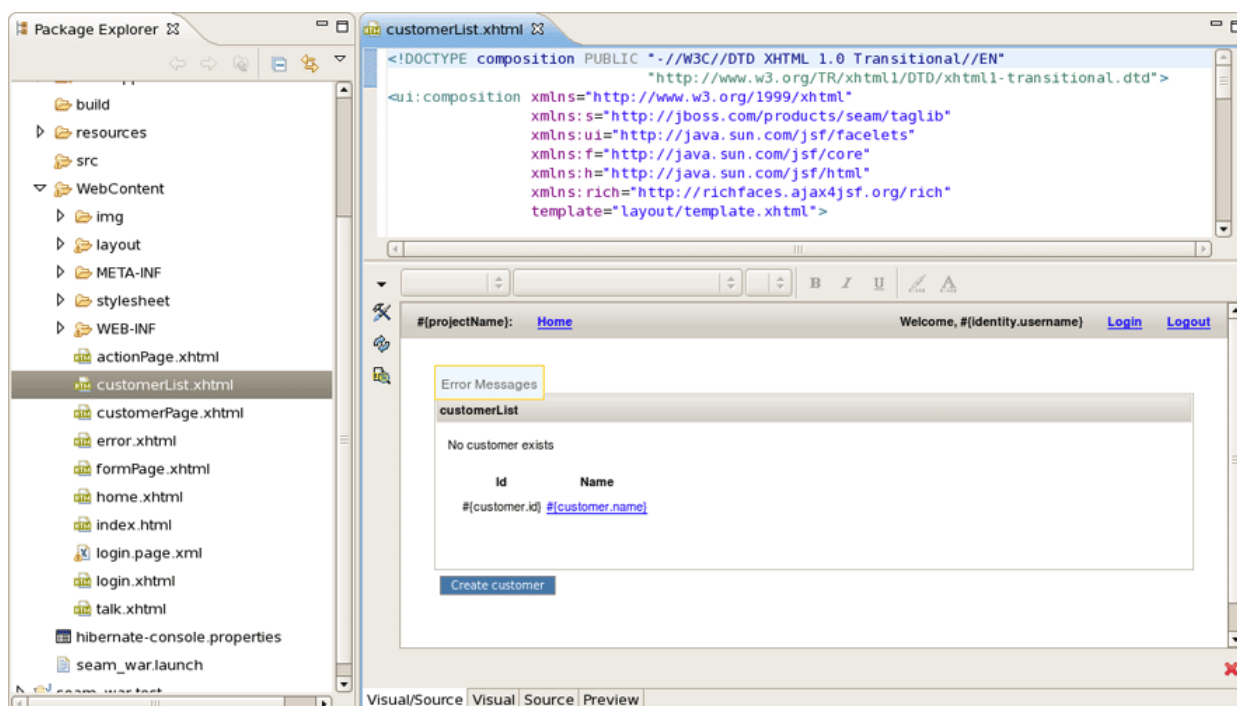 Package Explorer
build
resources
src
WebContent
img
layout
META-INF
stylesheet
WEB-INF
actionPage.xhtml
customerList.xhtml
customerPage.xhtml
error.xhtml
formPage.xhtml
home.xhtml
index.html
login.page.xml
login.xhtml
talk.xhtml
hibernate-console.properties
seam_war.launch
customerList.xhtml
<!DOCTYPE composition PUBLIC "-//W3C//DTD XHTML 1.0 Transitional//EN"
"http://www.w3.org/TR/xhtml1/DTD/xhtml1-transitional.dtd">
<ui:composition xmlns="http://www.w3.org/1999/xhtml"
xmlns:s="http://jboss.com/products/seam/taglib"
xmlns:ui="http://java.sun.com/jsf/facelets"
xmlns:f="http://java.sun.com/jsf/core"
xmlns:h="http://java.sun.com/jsf/html"
xmlns:rich="http://richfaces.ajax4jsf.org/rich"
template="layout/template.xhtml">
B I U A
#{projectName}: Home Welcome, #{identity.username} Login Logout
Error Messages
customerList
No customer exists
Id Name
#{customer.id} #{customer.name}
Create customer
Visual/Source Visual Source Preview